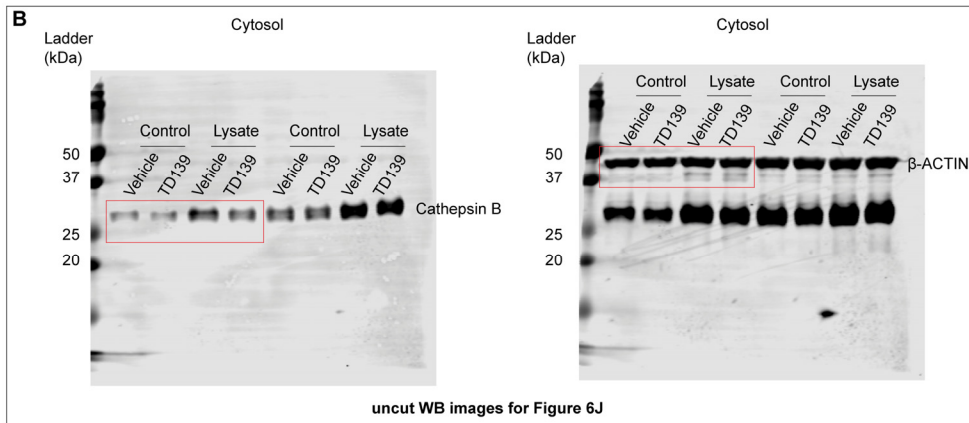 B
Cytosol
Ladder
(kDa)
Control Lysate Control Lysate
Vehicle TD139 Vehicle TD139 Vehicle TD139 Vehicle TD139
50
37
25
20
Cathepsin B
Cytosol
Ladder
(kDa)
Control Lysate Control Lysate
Vehicle TD139 Vehicle TD139 Vehicle TD139 Vehicle TD139
50
37
25
20
β-ACTIN
uncut WB images for Figure 6J